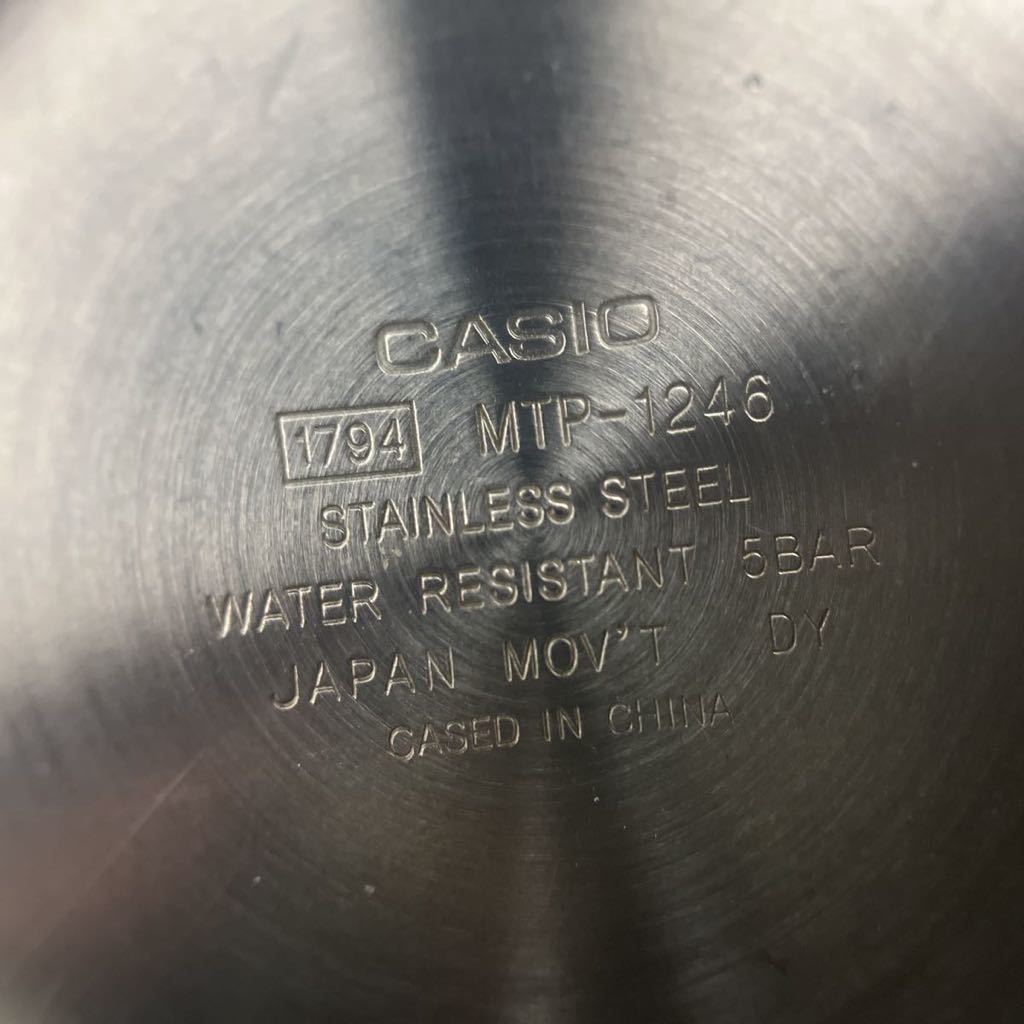 CASIO
1794 MTP-1246
STAINLESS STEEL
WATER RESISTANT 5BAR
JAPAN MOV'T DY
CASED IN CHINA